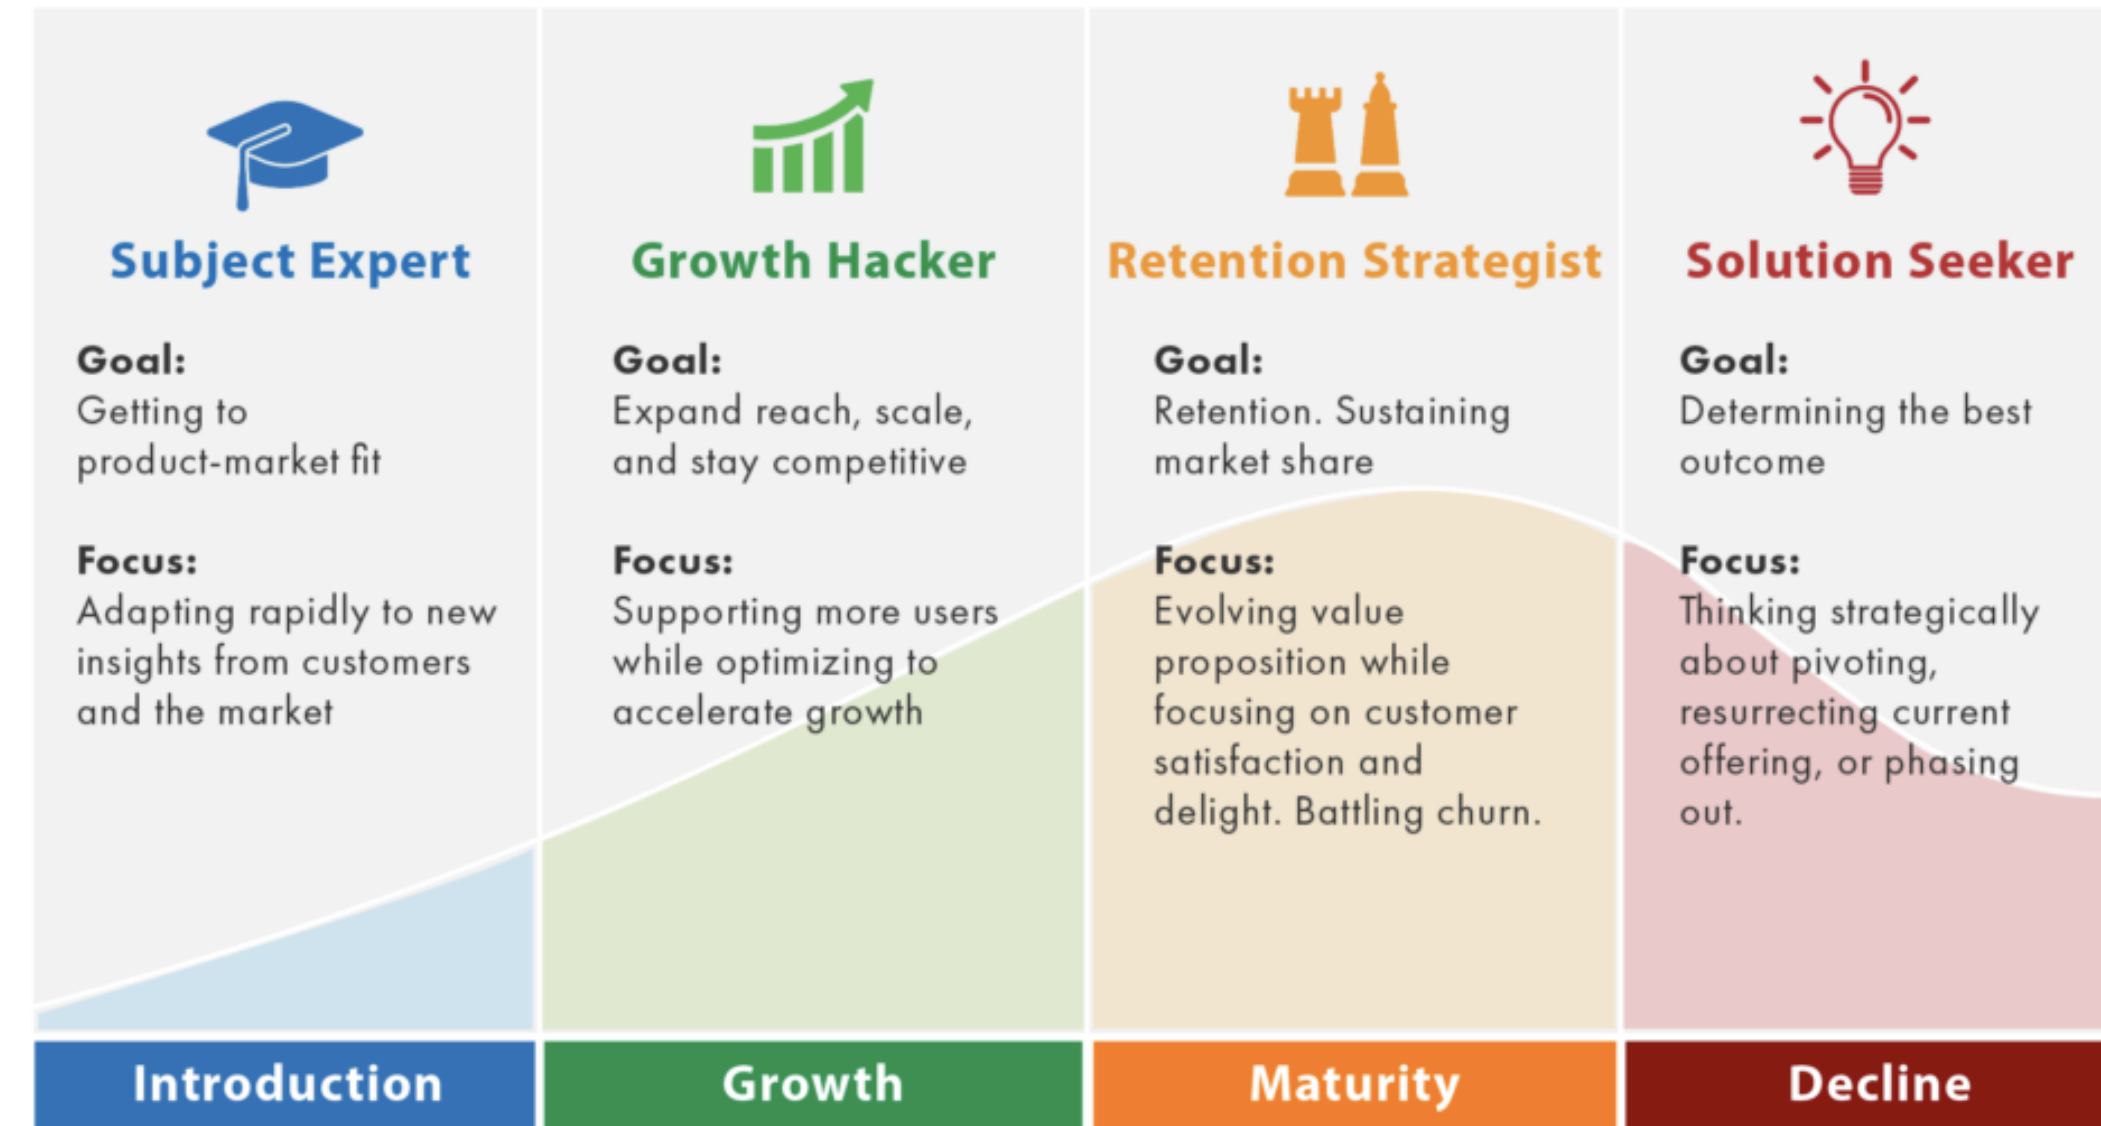 Subject Expert
Goal:
Getting to
product-market fit
Focus:
Adapting rapidly to new
insights from customers
and the market
Introduction
Growth Hacker
Goal:
Expand reach, scale,
and stay competitive
Focus:
Supporting more users
while optimizing to
accelerate growth
Growth
Retention Strategist
Goal:
Retention. Sustaining
market share
Focus:
Evolving value
proposition while
focusing on customer
satisfaction and
delight. Battling churn.
Maturity
Solution Seeker
Goal:
Determining the best
outcome
Focus:
Thinking strategically
about pivoting,
resurrecting current
offering, or phasing
out.
Decline